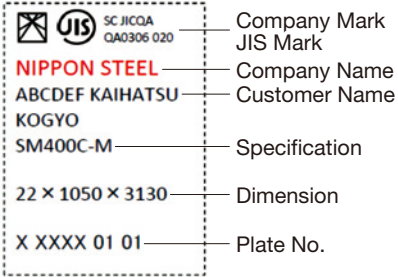 JIS SC JICQA
QA0306 020
Company Mark
JIS Mark
NIPPON STEEL
Company Name
ABCDEF KAIHATSU
Customer Name
KOGYO
SM400C-M
Specification
22 × 1050 × 3130
Dimension
X XXXX 01 01
Plate No.